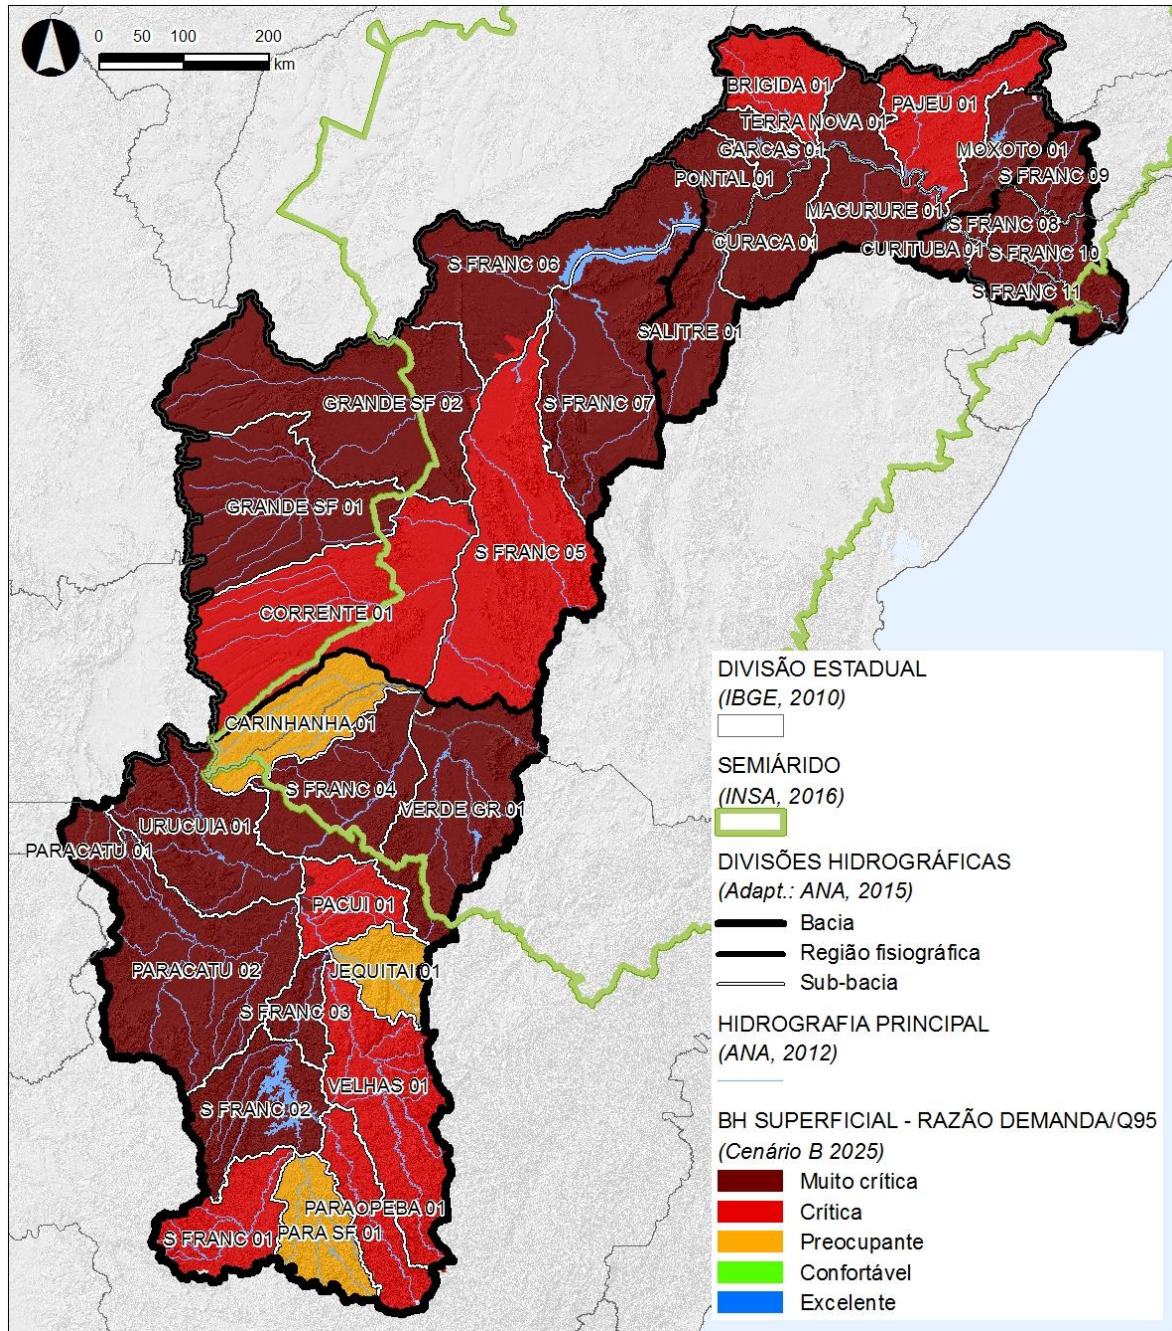 0 50 100 200
km
BRIGIDA 01
PAJEU 01
TERRA NOVA 01
GARCAS 01
MOXOTO 01
S FRANC 09
PONTAL 01
MACURURE 01
S FRANC 08
CURACA 01
CURITUBA 01
S FRANC 10
S FRANC 06
S FRANC 11
SALITRE 01
GRANDE SF 02
S FRANC 07
GRANDE SF 01
S FRANC 05
CORRENTE 01
CARINHANHA 01
S FRANC 04
VERDE GR 01
URUCUIA 01
PARACATU 01
PACUI 01
PARACATU 02
JEQUITAI 01
S FRANC 03
VELHAS 01
S FRANC 02
PARAOPEBA 01
S FRANC 01
PARA SF 01
DIVISÃO ESTADUAL
(IBGE, 2010)
SEMIÁRIDO
(INSA, 2016)
DIVISÕES HIDROGRÁFICAS
(Adapt.: ANA, 2015)
Bacia
Região fisiográfica
Sub-bacia
HIDROGRAFIA PRINCIPAL
(ANA, 2012)
BH SUPERFICIAL - RAZÃO DEMANDA/Q95
(Cenário B 2025)
Muito crítica
Crítica
Preocupante
Confortável
Excelente